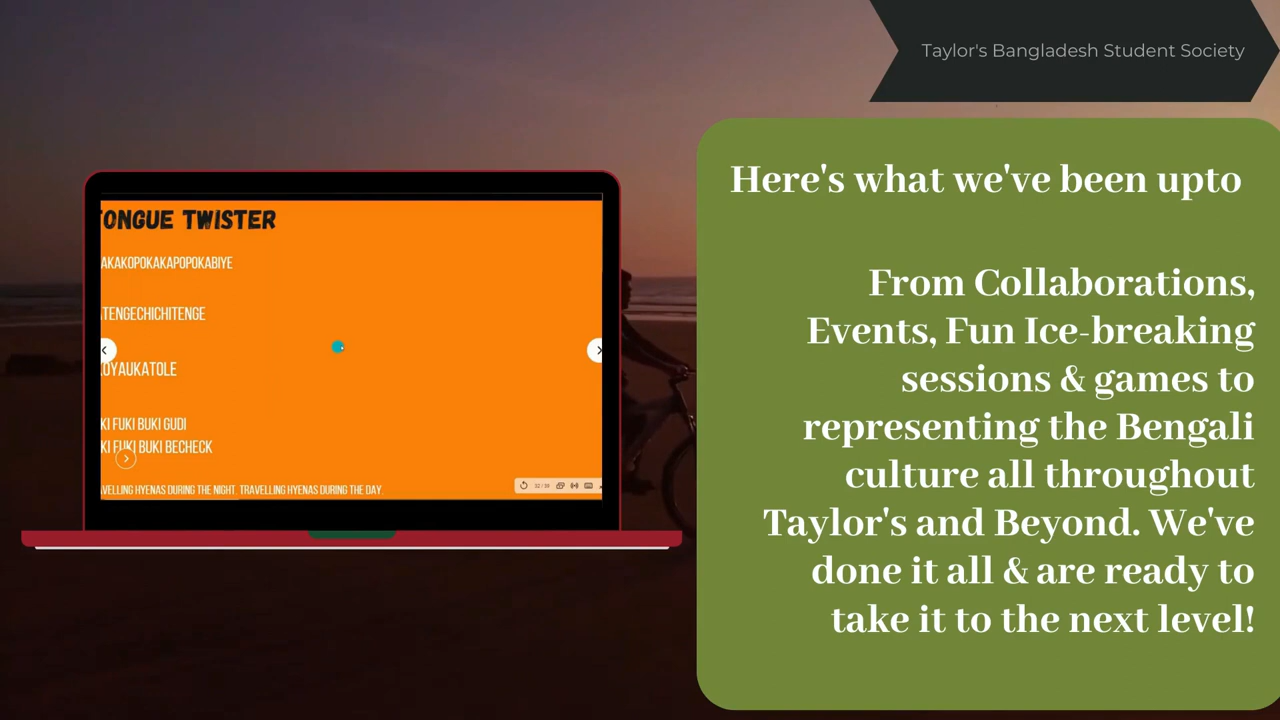 Taylor's Bangladesh Student Society
TONGUE TWISTER
AKAKOPOKAKAPOPOKABIYE
TENGECHICHITENGE
OYAUKATOLE
KI FUKI BUKI GUDI
KI FUKI BUKI BECHECK
VELLING HYENAS DURING THE NIGHT, TRAVELLING HYENAS DURING THE DAY,
32 / 39
Here's what we've been upto
From Collaborations,
Events, Fun Ice-breaking
sessions & games to
representing the Bengali
culture all throughout
Taylor's and Beyond. We've
done it all & are ready to
take it to the next level!